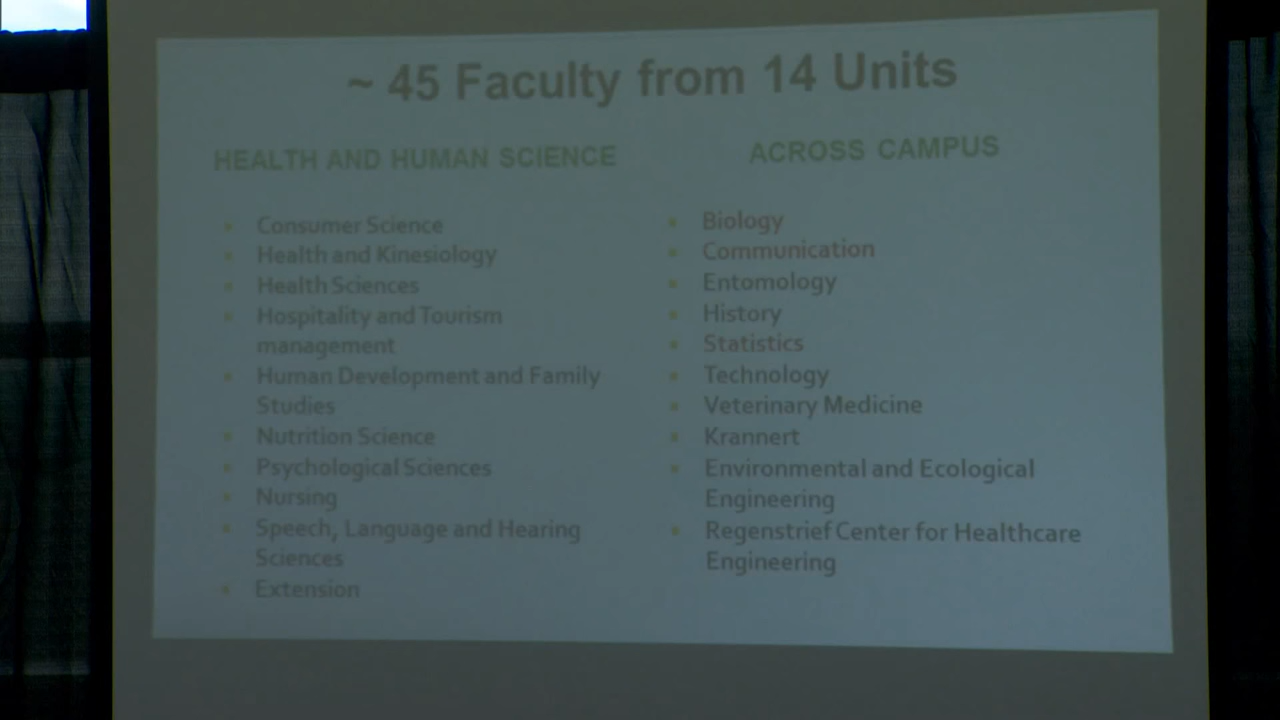 ~ 45 Faculty from 14 Units
HEALTH AND HUMAN SCIENCE
Consumer Science
Health and Kinesiology
Health Sciences
Hospitality and Tourism
management
Human Development and Family
Studies
Nutrition Science
Psychological Sciences
Nursing
Speech, Language and Hearing
Sciences
Extension
ACROSS CAMPUS
Biology
Communication
Entomology
History
Statistics
Technology
Veterinary Medicine
Krannert
Environmental and Ecological
Engineering
Regenstrief Center for Healthcare
Engineering